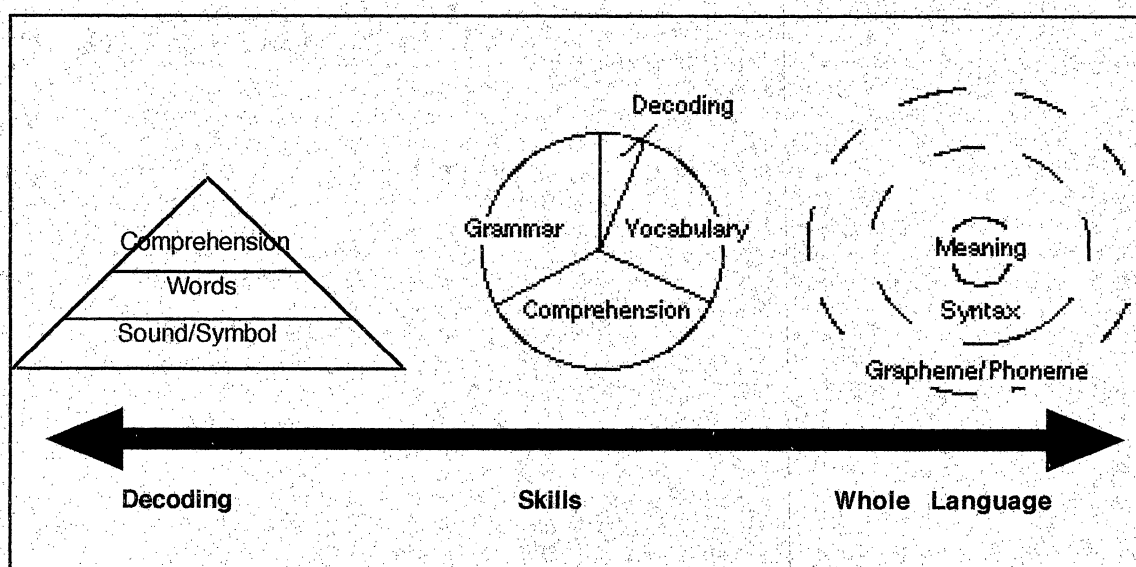 Comprehension
Words
Sound/Symbol
Decoding
Grammar
Vocabulary
Comprehension
Meaning
Syntax
Grapheme/Phoneme
Decoding
Skills
Whole Language